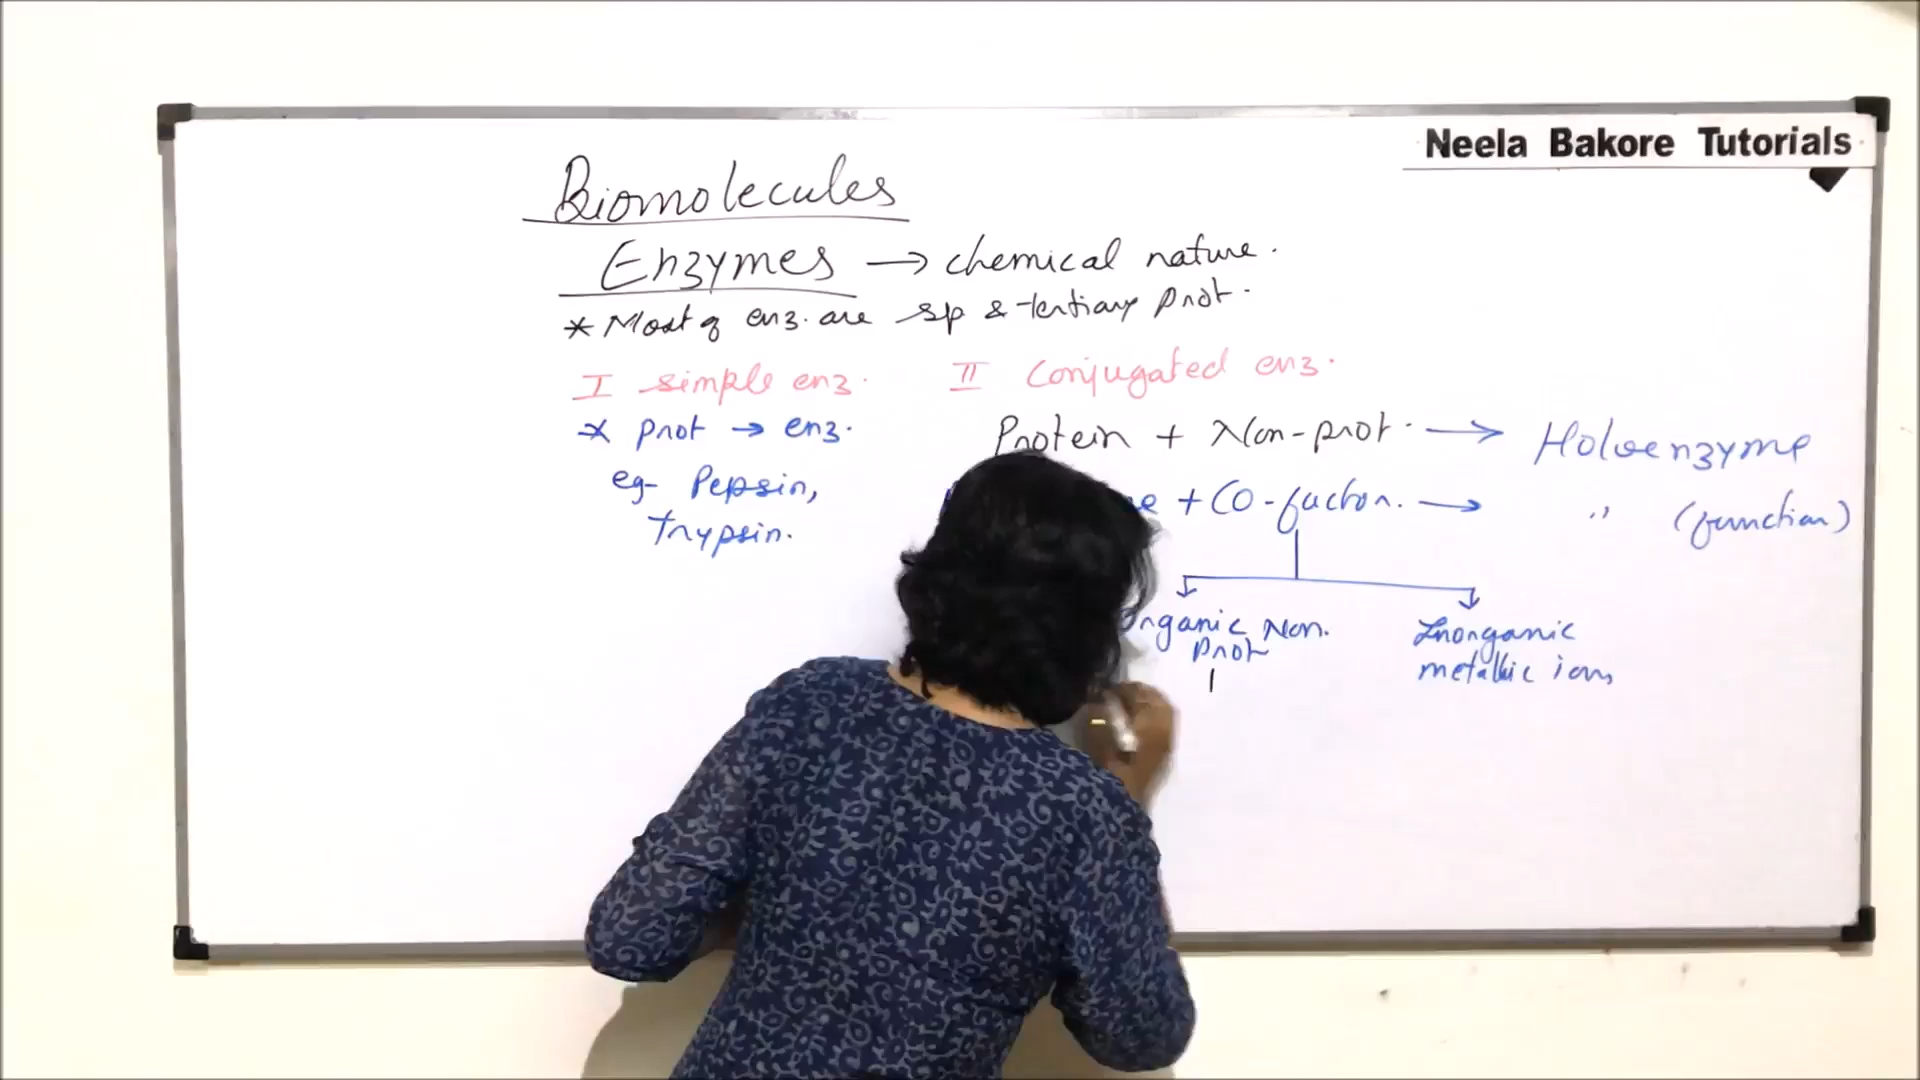 Neela Bakore Tutorials
Biomolecules
Enzymes → chemical nature.
* Most of enz. are sp & tertiary prot.
I simple enz. II Conjugated enz.
* prot → enz. Protein + Non-prot. → Holoenzyme
eg- Pepsin, + CO-factor. → " (function)
Trypsin.
Organic Non. Inorganic
Prot metallic ions